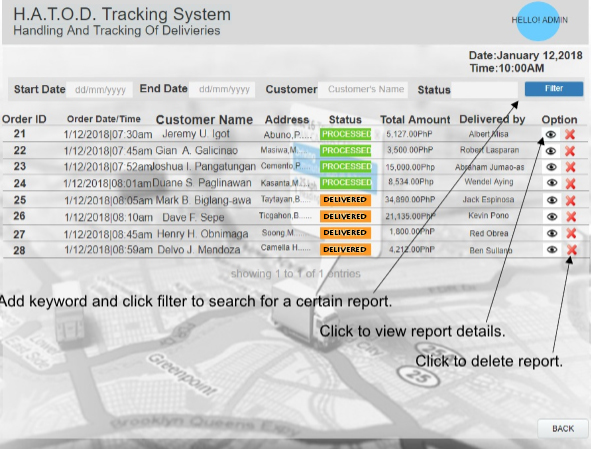 H.A.T.O.D. Tracking System
Handling And Tracking Of Delivieries
HELLO! ADMIN
Date:January 12,2018
Time:10:00AM
Start Date dd/mm/yyyy End Date dd/mm/yyyy Customer Customer's Name Status Filter
Order ID Order Date/Time Customer Name Address Status Total Amount Delivered by Option
21 1/12/2018|07.30am Jeremy U. Igot Abuno,P..... PROCESSED 5,127.00PhP Albert Misa
22 1/12/2018|07 45am Gian A. Galicinao Masiwa,M.... PROCESSED 3,500 00PhP Robert Lasparan
23 1/12/2018|07 52am Joshua I. Pangatungan Cemento,P... PROCESSED 15,000.00Php Abraham Jumao-as
24 1/12/2018|08:01am Duane S Paglinawan Kasanta,M... PROCESSED 8.534 00Php Wendel Aying
25 1/12/2018|08:05am Mark B. Biglang-awa Taytayan,B... DELIVERED 34,890.00PhP Jack Espinosa
26 1/12/2018|08:10am Dave F. Sepe Ticgahon,B.... DELIVERED 21,135.00PhP Kevin Pono
27 1/12/2018|08.45am Henry H. Obnimaga Soong,M.... DELIVERED 1,800 00PhP Red Obrea
28 1/12/2018|08:59am Delvo J. Mendoza Camella H..... DELIVERED 4,212.00PhP Ben Suliano
showing 1 to 1 of 1 entries
Add keyword and click filter to search for a certain report.
Click to view report details.
Click to delete report.
Greenpoint
CITY
25
Brooklyn Queens Expy
BACK